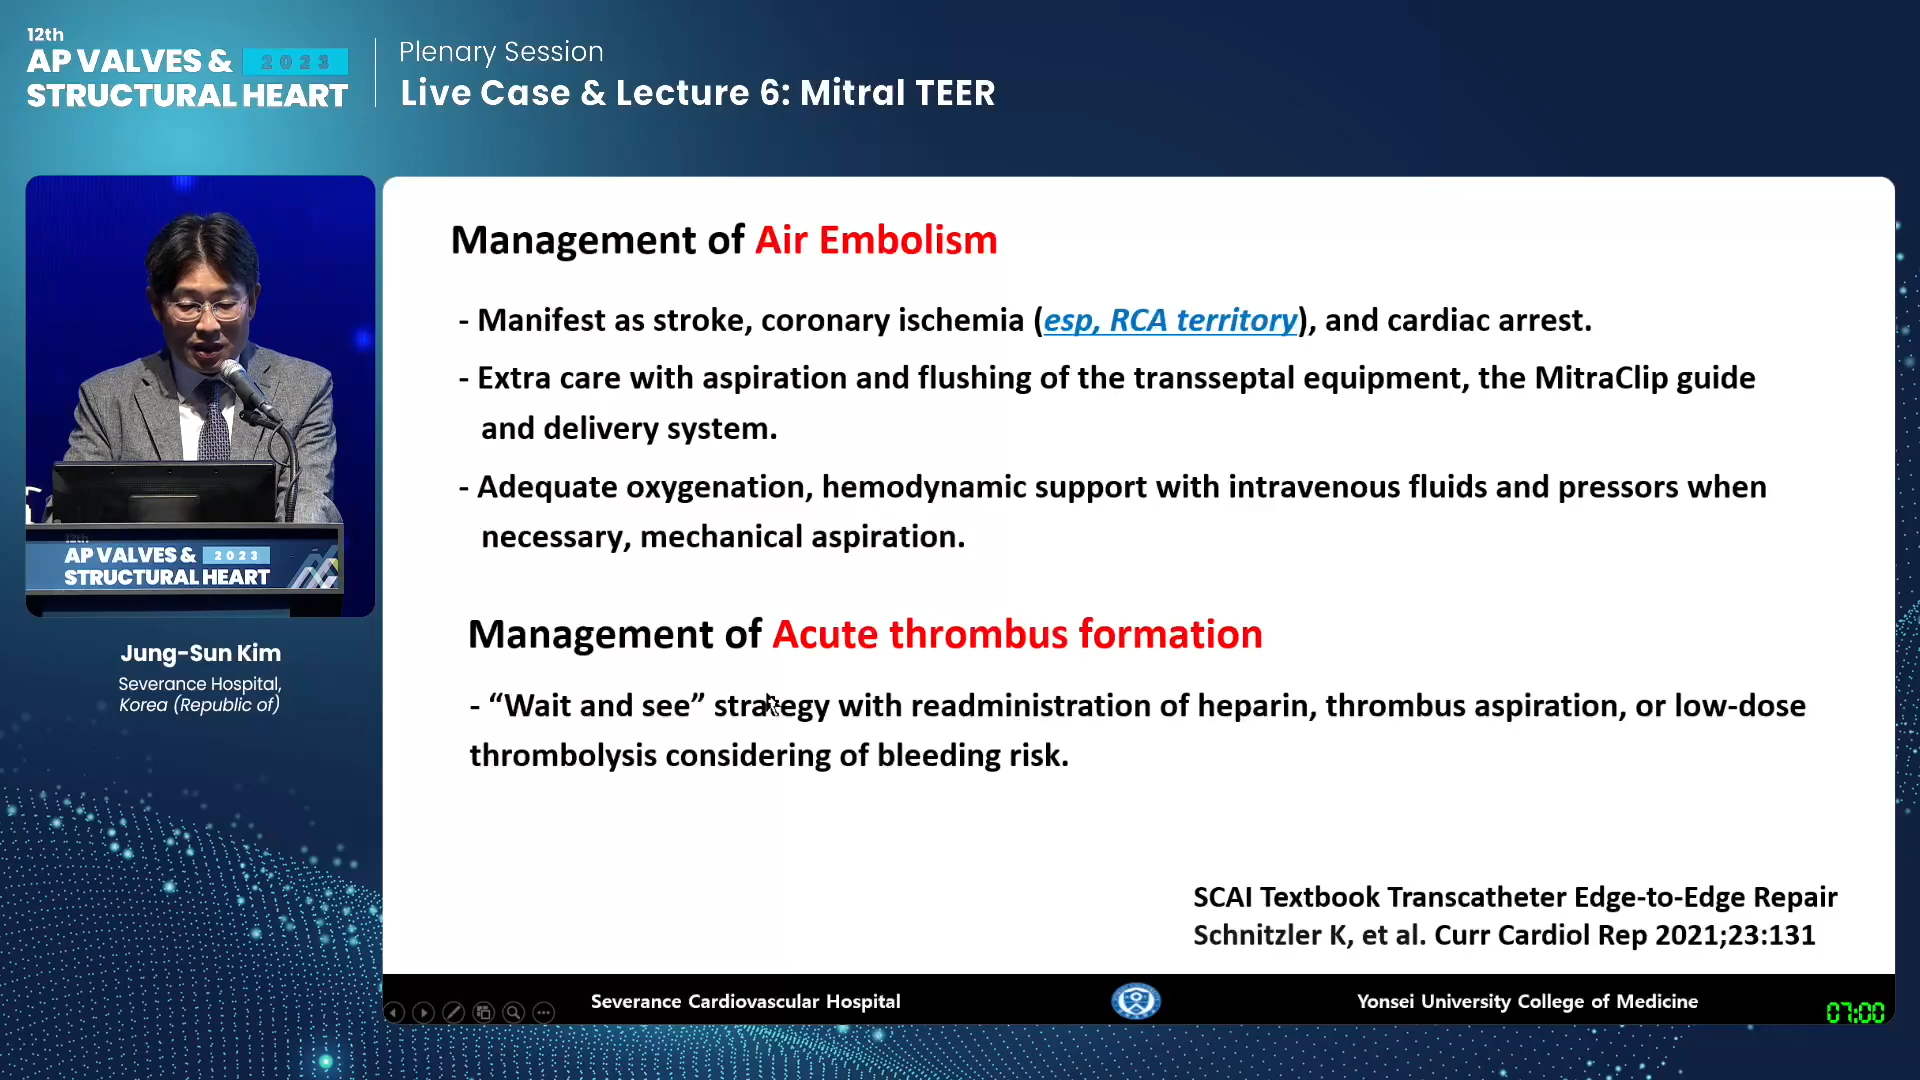 12th
AP VALVES & 2023
STRUCTURAL HEART
Plenary Session
Live Case & Lecture 6: Mitral TEER
12th
AP VALVES & 2023
STRUCTURAL HEART
Jung-Sun Kim
Severance Hospital,
Korea (Republic of)
Management of Air Embolism
- Manifest as stroke, coronary ischemia (esp, RCA territory), and cardiac arrest.
- Extra care with aspiration and flushing of the transseptal equipment, the MitraClip guide
and delivery system.
- Adequate oxygenation, hemodynamic support with intravenous fluids and pressors when
necessary, mechanical aspiration.
Management of Acute thrombus formation
- “Wait and see” strategy with readministration of heparin, thrombus aspiration, or low-dose
thrombolysis considering of bleeding risk.
SCAI Textbook Transcatheter Edge-to-Edge Repair
Schnitzler K, et al. Curr Cardiol Rep 2021;23:131
Severance Cardiovascular Hospital
Yonsei University College of Medicine
07:00